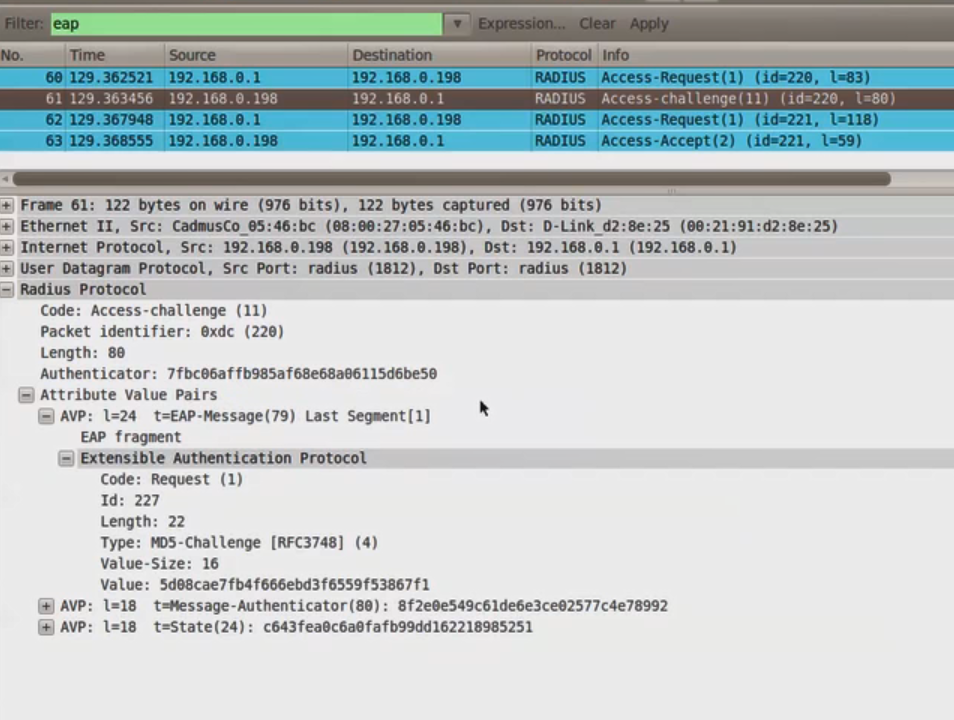 Filter: eap Expression... Clear Apply
No. Time Source Destination Protocol Info
60 129.362521 192.168.0.1 192.168.0.198 RADIUS Access-Request(1) (id=220, l=83)
61 129.363456 192.168.0.198 192.168.0.1 RADIUS Access-challenge(11) (id=220, l=80)
62 129.367948 192.168.0.1 192.168.0.198 RADIUS Access-Request(1) (id=221, l=118)
63 129.368555 192.168.0.198 192.168.0.1 RADIUS Access-Accept(2) (id=221, l=59)
Frame 61: 122 bytes on wire (976 bits), 122 bytes captured (976 bits)
Ethernet II, Src: CadmusCo_05:46:bc (08:00:27:05:46:bc), Dst: D-Link_d2:8e:25 (00:21:91:d2:8e:25)
Internet Protocol, Src: 192.168.0.198 (192.168.0.198), Dst: 192.168.0.1 (192.168.0.1)
User Datagram Protocol, Src Port: radius (1812), Dst Port: radius (1812)
Radius Protocol
Code: Access-challenge (11)
Packet identifier: 0xdc (220)
Length: 80
Authenticator: 7fbc06affb985af68e68a06115d6be50
Attribute Value Pairs
AVP: l=24 t=EAP-Message(79) Last Segment[1]
EAP fragment
Extensible Authentication Protocol
Code: Request (1)
Id: 227
Length: 22
Type: MD5-Challenge [RFC3748] (4)
Value-Size: 16
Value: 5d08cae7fb4f666ebd3f6559f53867f1
AVP: l=18 t=Message-Authenticator(80): 8f2e0e549c61de6e3ce02577c4e78992
AVP: l=18 t=State(24): c643fea0c6a0fafb99dd162218985251